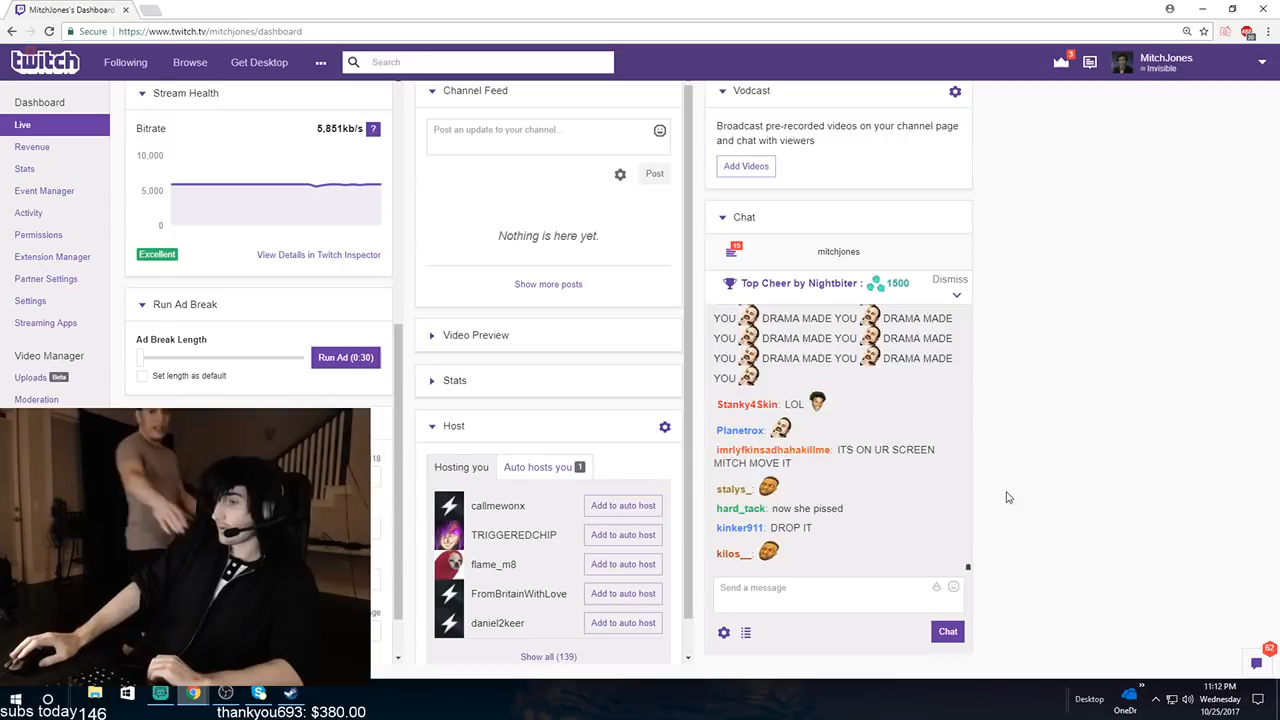 MitchJones's Dashboard
Secure https://www.twitch.tv/mitchjones/dashboard
twitch
Following
Browse
Get Desktop
Search
3
MitchJones
Invisible
Dashboard
Live
Revenue
Stats
Event Manager
Activity
Permissions
Extension Manager
Partner Settings
Settings
Streaming Apps
Video Manager
Uploads Beta
Moderation
Stream Health
Bitrate
5,851kb/s ?
10,000
5,000
0
Excellent
View Details in Twitch Inspector
Run Ad Break
Ad Break Length
Run Ad (0:30)
Set length as default
Channel Feed
Post an update to your channel...
Post
Nothing is here yet.
Show more posts
Video Preview
Stats
Host
Hosting you
Auto hosts you 1
callmewonx Add to auto host
TRIGGEREDCHIP Add to auto host
flame_m8 Add to auto host
FromBritainWithLove Add to auto host
daniel2keer Add to auto host
Show all (139)
Vodcast
Broadcast pre-recorded videos on your channel page
and chat with viewers
Add Videos
Chat
15
mitchjones
Top Cheer by Nightbiter : 1500
Dismiss
YOU DRAMA MADE YOU DRAMA MADE
YOU DRAMA MADE YOU DRAMA MADE
YOU DRAMA MADE YOU DRAMA MADE
YOU
Stanky4Skin: LOL
Planetrox:
imrlyfkinsadhahakillme: ITS ON UR SCREEN
MITCH MOVE IT
stalys_:
hard_tack: now she pissed
kinker911: DROP IT
kilos__:
Send a message
Chat
62
subs today 146
thankyou693: $380.00
Desktop
OneDr
11:12 PM
Wednesday
10/25/2017